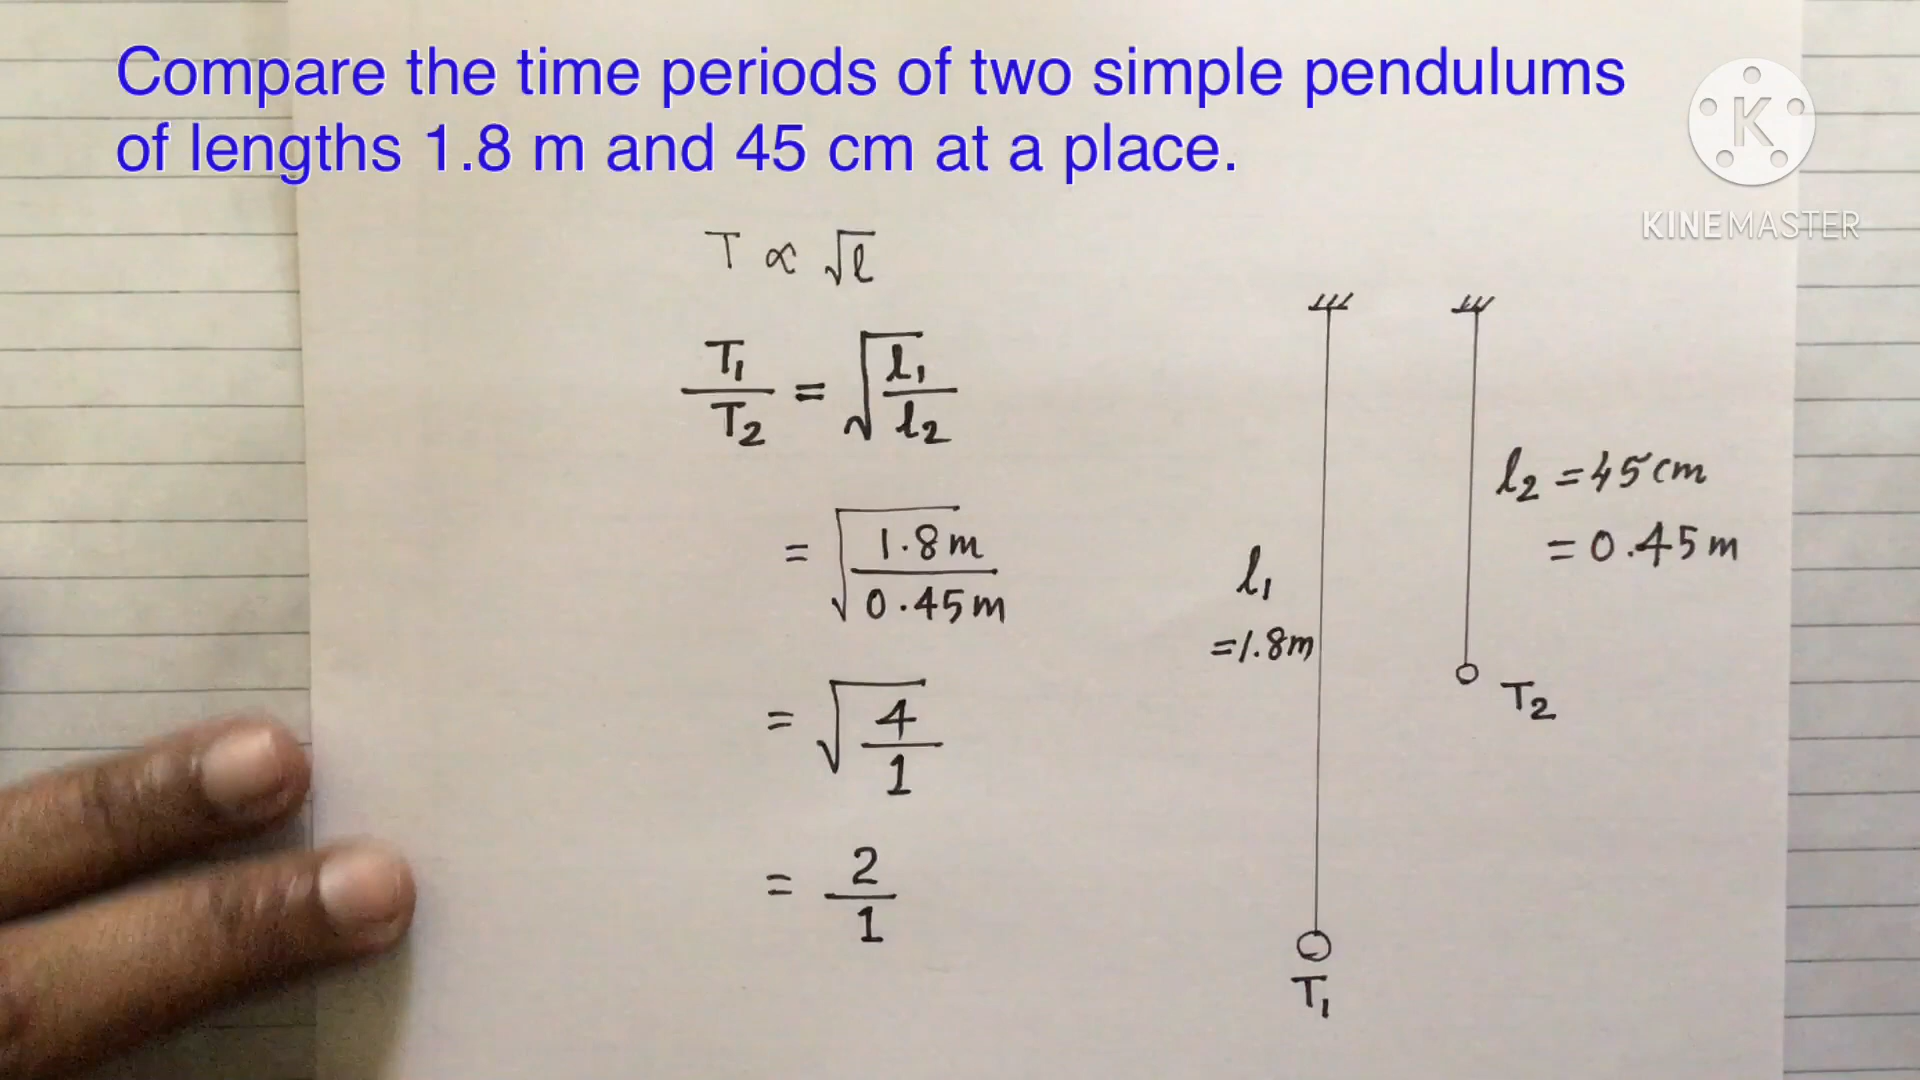 Compare the time periods of two simple pendulums
of lengths 1.8 m and 45 cm at a place.
K
KINEMASTER
T ∝ √l
T₁/T₂ = √(l₁/l₂)
= √(1.8m/0.45m)
= √(4/1)
= 2/1
l₁
=1.8m
T₁
l₂ =45cm
= 0.45m
T₂